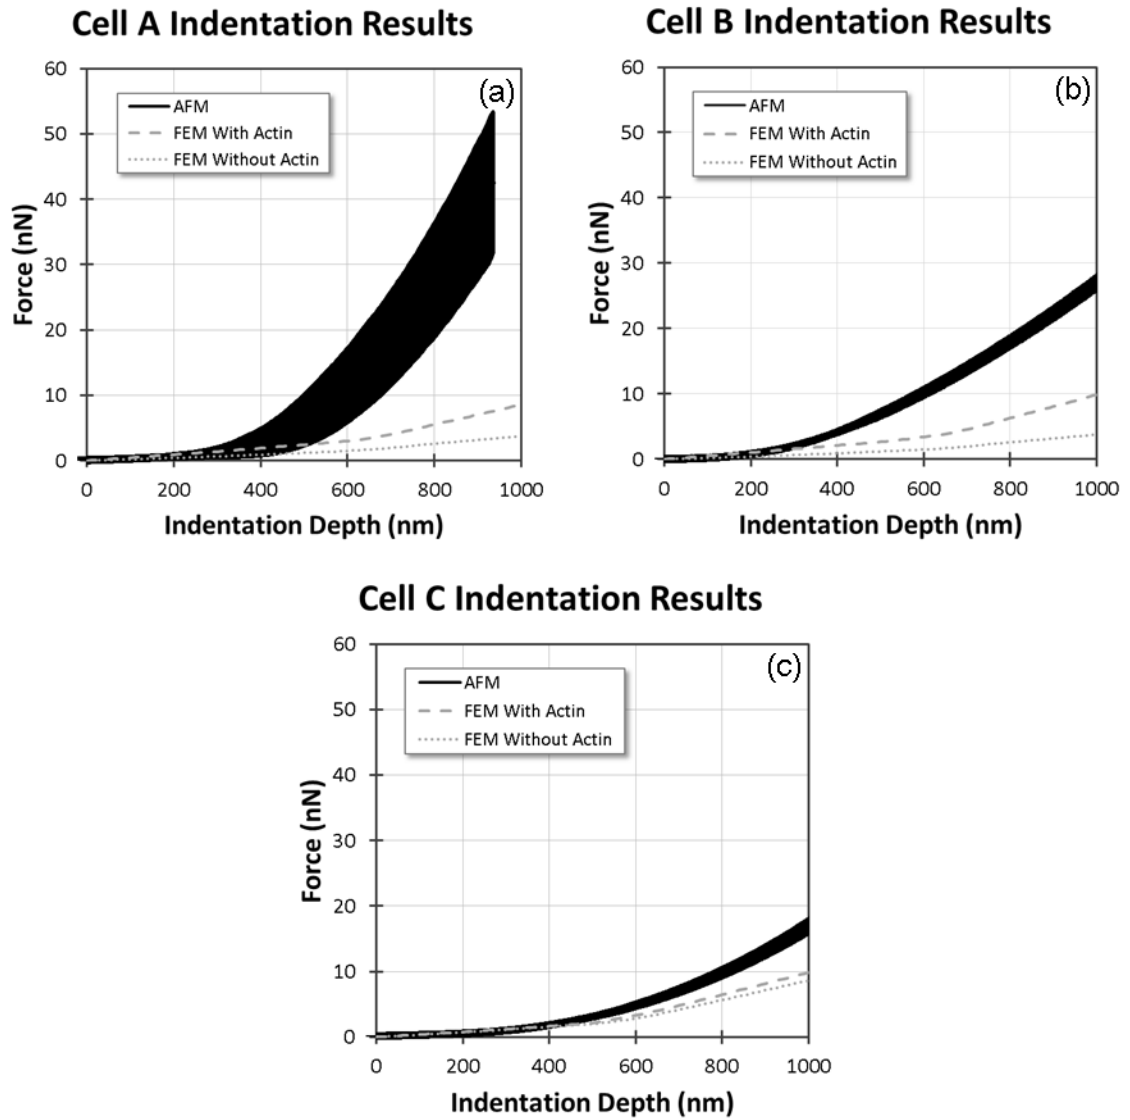 Cell A Indentation Results
(a)
AFM
FEM With Actin
FEM Without Actin
Force (nN)
60
50
40
30
20
10
0
0 200 400 600 800 1000
Indentation Depth (nm)
Cell B Indentation Results
(b)
AFM
FEM With Actin
FEM Without Actin
Force (nN)
60
50
40
30
20
10
0
0 200 400 600 800 1000
Indentation Depth (nm)
Cell C Indentation Results
(c)
AFM
FEM With Actin
FEM Without Actin
Force (nN)
60
50
40
30
20
10
0
0 200 400 600 800 1000
Indentation Depth (nm)